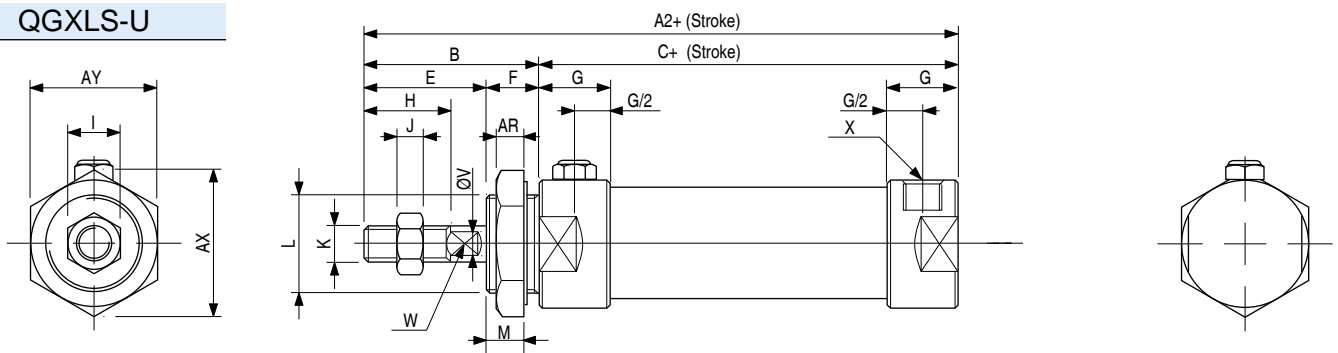 QGXLS-U
A2+ (Stroke)
B
C+ (Stroke)
AY
E
F
G
G
I
H
G/2
G/2
J
AR
X
ØV
AX
L
K
W
M